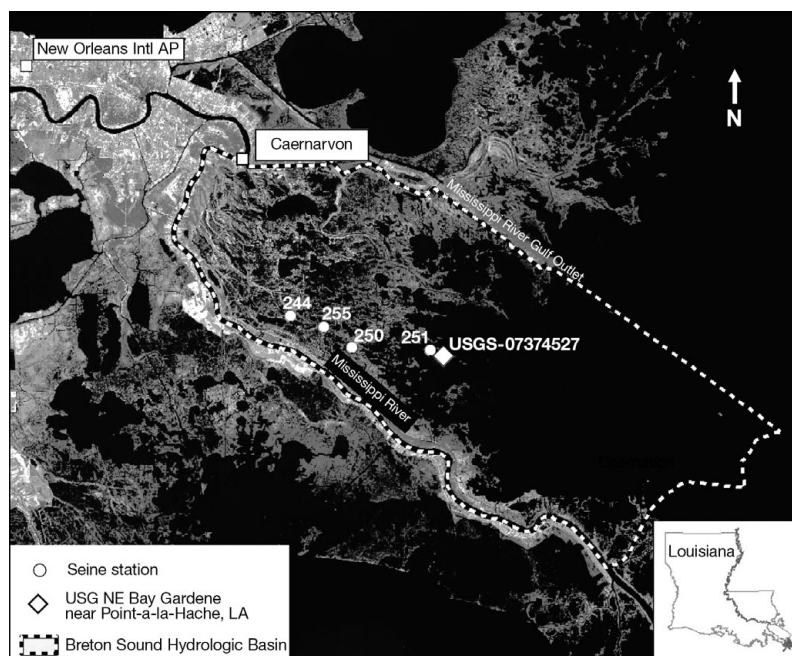 New Orleans Intl AP
N
Caernarvon
Mississippi River Gulf Outlet
244
255
250
251
USGS-07374527
Mississippi River
Louisiana
Seine station
USG NE Bay Gardene
near Point-a-la-Hache, LA
Breton Sound Hydrologic Basin